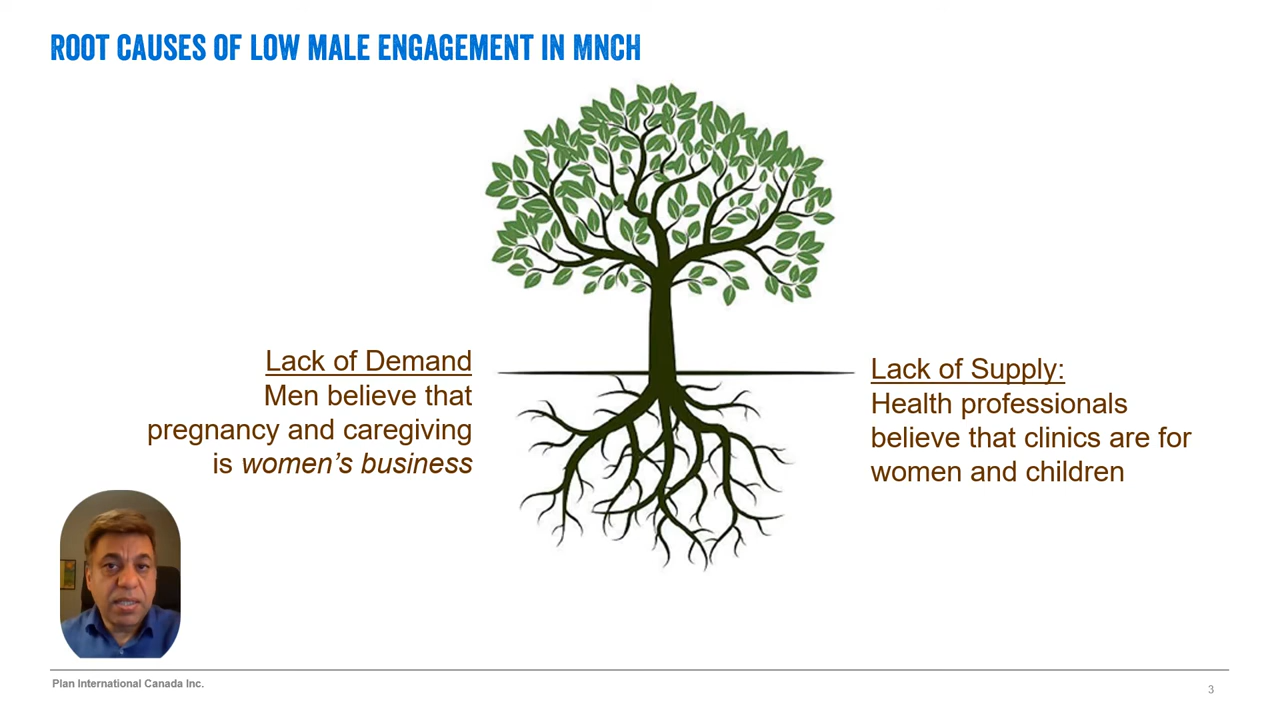 ROOT CAUSES OF LOW MALE ENGAGEMENT IN MNCH
Lack of Demand
Men believe that
pregnancy and caregiving
is women’s business
Lack of Supply:
Health professionals
believe that clinics are for
women and children
Plan International Canada Inc.
3